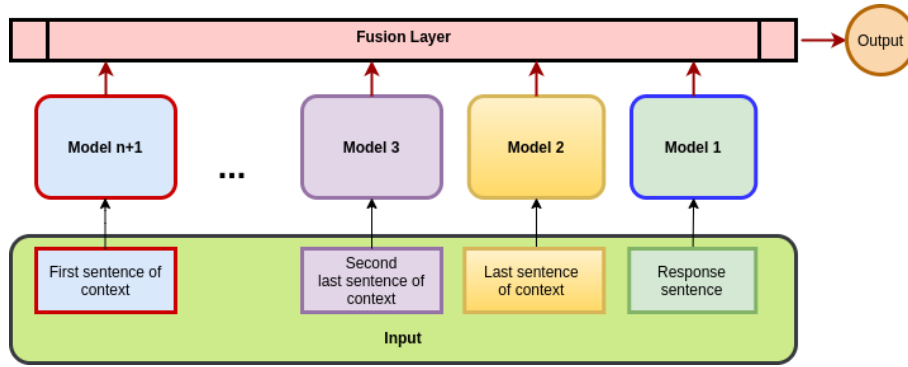 Fusion Layer
Output
Model n+1
...
Model 3
Model 2
Model 1
First sentence of
context
Second
last sentence of
context
Last sentence
of context
Response
sentence
Input